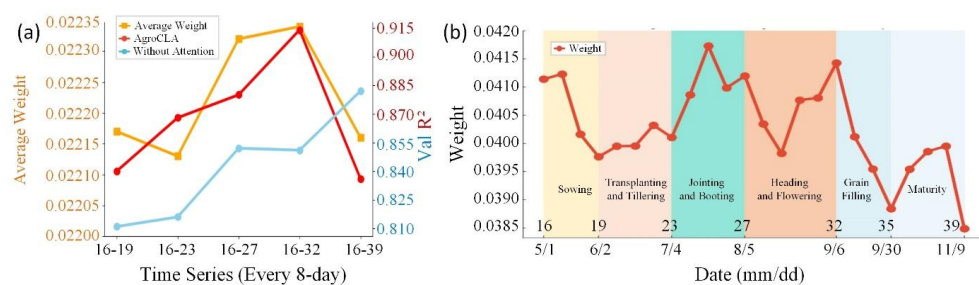 (a)
Average Weight
AgroCLA
Without Attention
0.02235
0.02230
0.02225
0.02220
0.02215
0.02210
0.02205
0.02200
Average Weight
0.915
0.900
0.885
0.870
0.855
0.840
0.825
0.810
Val R²
16-19
16-23
16-27
16-32
16-39
Time Series (Every 8-day)
(b)
Weight
0.0420
0.0415
0.0410
0.0405
0.0400
0.0395
0.0390
0.0385
Weight
Sowing
Transplanting
and Tillering
Jointing
and Booting
Heading
and Flowering
Grain
Filling
Maturity
16
19
23
27
32
35
39
5/1
6/2
7/4
8/5
9/6
9/30
11/9
Date (mm/dd)